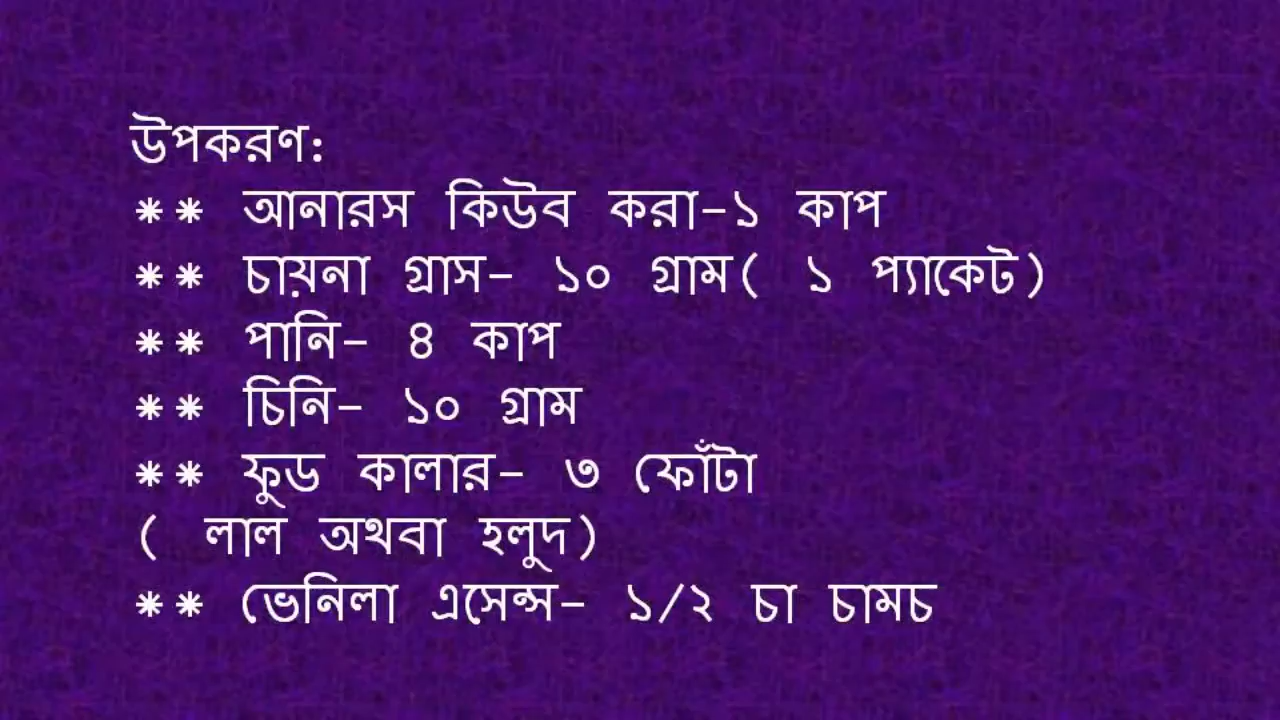 উপকরণ:
** আনারস কিউব করা-১ কাপ
** চায়না গ্রাস- ১০ গ্রাম( ১ প্যাকেট)
** পানি- ৪ কাপ
** চিনি- ১০ গ্রাম
** ফুড কালার- ৩ ফোঁটা
( লাল অথবা হলুদ)
** ভেনিলা এসেন্স- ১/২ চা চামচ